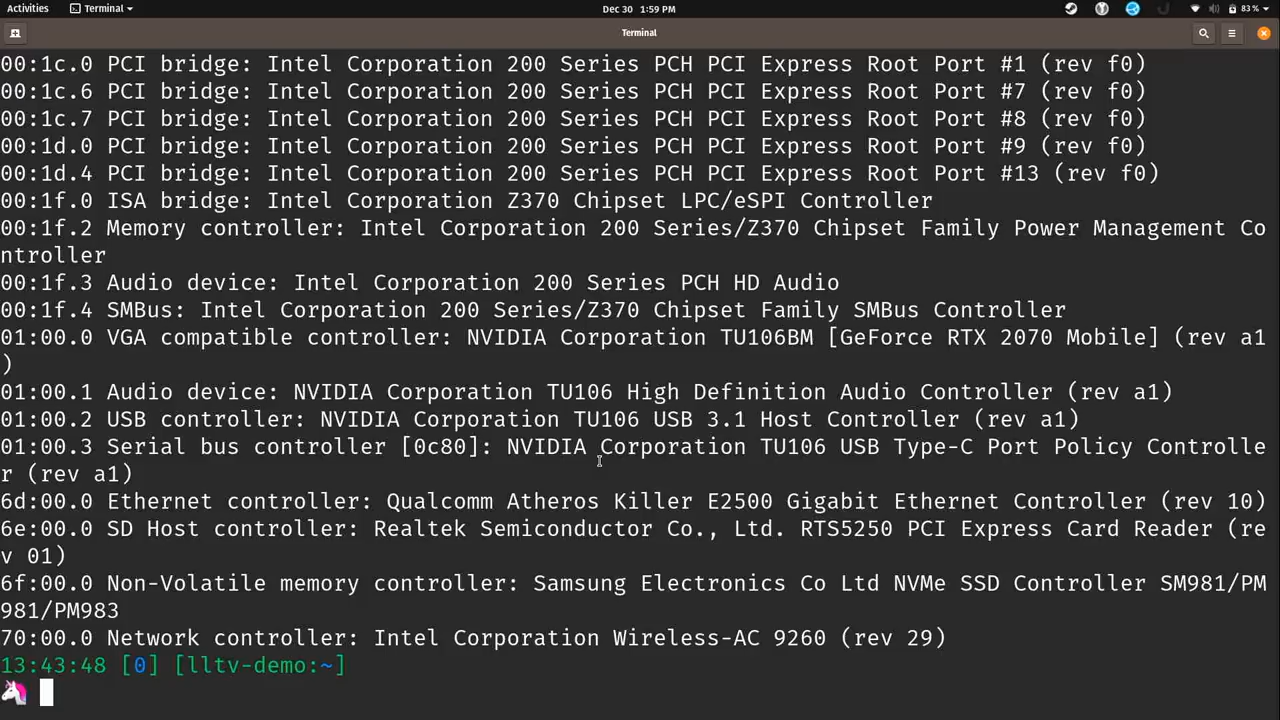 Activities Terminal Dec 30 1:59 PM 83 %
Terminal
00:1c.0 PCI bridge: Intel Corporation 200 Series PCH PCI Express Root Port #1 (rev f0)
00:1c.6 PCI bridge: Intel Corporation 200 Series PCH PCI Express Root Port #7 (rev f0)
00:1c.7 PCI bridge: Intel Corporation 200 Series PCH PCI Express Root Port #8 (rev f0)
00:1d.0 PCI bridge: Intel Corporation 200 Series PCH PCI Express Root Port #9 (rev f0)
00:1d.4 PCI bridge: Intel Corporation 200 Series PCH PCI Express Root Port #13 (rev f0)
00:1f.0 ISA bridge: Intel Corporation Z370 Chipset LPC/eSPI Controller
00:1f.2 Memory controller: Intel Corporation 200 Series/Z370 Chipset Family Power Management Co
ntroller
00:1f.3 Audio device: Intel Corporation 200 Series PCH HD Audio
00:1f.4 SMBus: Intel Corporation 200 Series/Z370 Chipset Family SMBus Controller
01:00.0 VGA compatible controller: NVIDIA Corporation TU106BM [GeForce RTX 2070 Mobile] (rev a1
)
01:00.1 Audio device: NVIDIA Corporation TU106 High Definition Audio Controller (rev a1)
01:00.2 USB controller: NVIDIA Corporation TU106 USB 3.1 Host Controller (rev a1)
01:00.3 Serial bus controller [0c80]: NVIDIA Corporation TU106 USB Type-C Port Policy Controlle
r (rev a1)
6d:00.0 Ethernet controller: Qualcomm Atheros Killer E2500 Gigabit Ethernet Controller (rev 10)
6e:00.0 SD Host controller: Realtek Semiconductor Co., Ltd. RTS5250 PCI Express Card Reader (re
v 01)
6f:00.0 Non-Volatile memory controller: Samsung Electronics Co Ltd NVMe SSD Controller SM981/PM
981/PM983
70:00.0 Network controller: Intel Corporation Wireless-AC 9260 (rev 29)
13:43:48 [0] [lltv-demo:~]